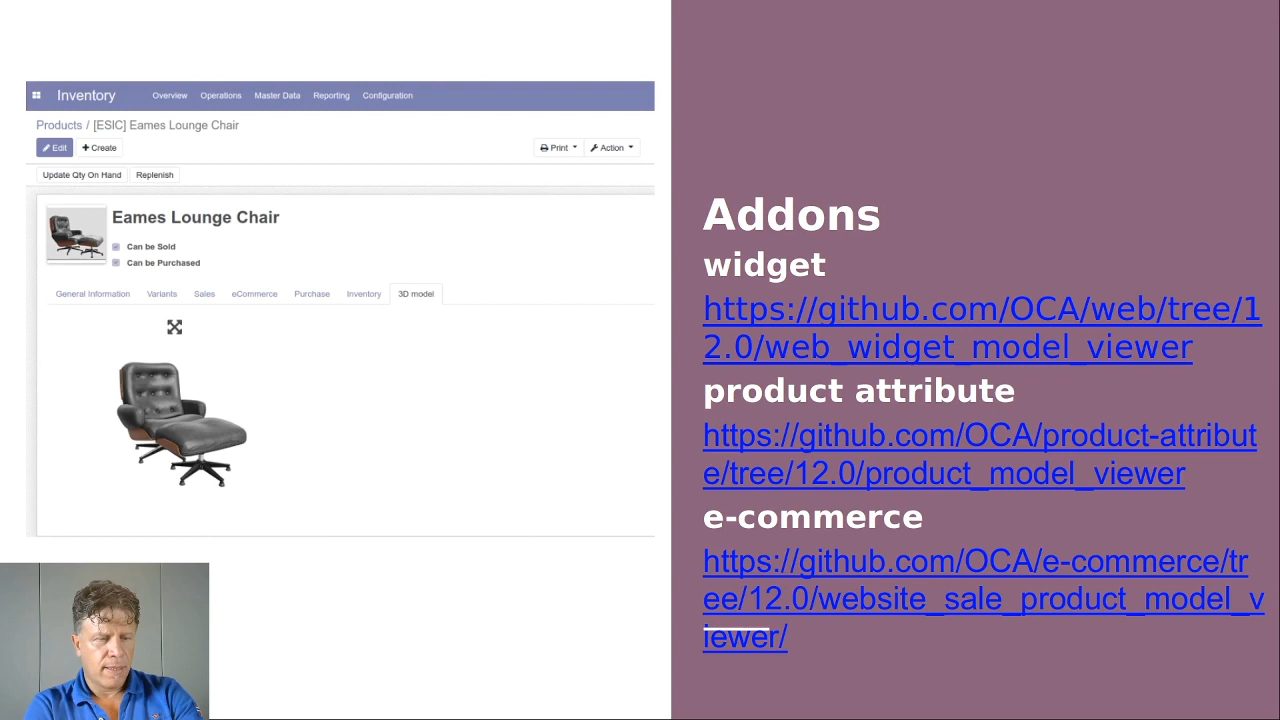 Inventory
Overview Operations Master Data Reporting Configuration
Products / [ESIC] Eames Lounge Chair
Edit Create Print Action
Update Qty On Hand Replenish
Eames Lounge Chair
Can be Sold
Can be Purchased
General Information Variants Sales eCommerce Purchase Inventory 3D model
Addons
widget
https://github.com/OCA/web/tree/1
2.0/web_widget_model_viewer
product attribute
https://github.com/OCA/product-attribut
e/tree/12.0/product_model_viewer
e-commerce
https://github.com/OCA/e-commerce/tr
ee/12.0/website_sale_product_model_v
iewer/